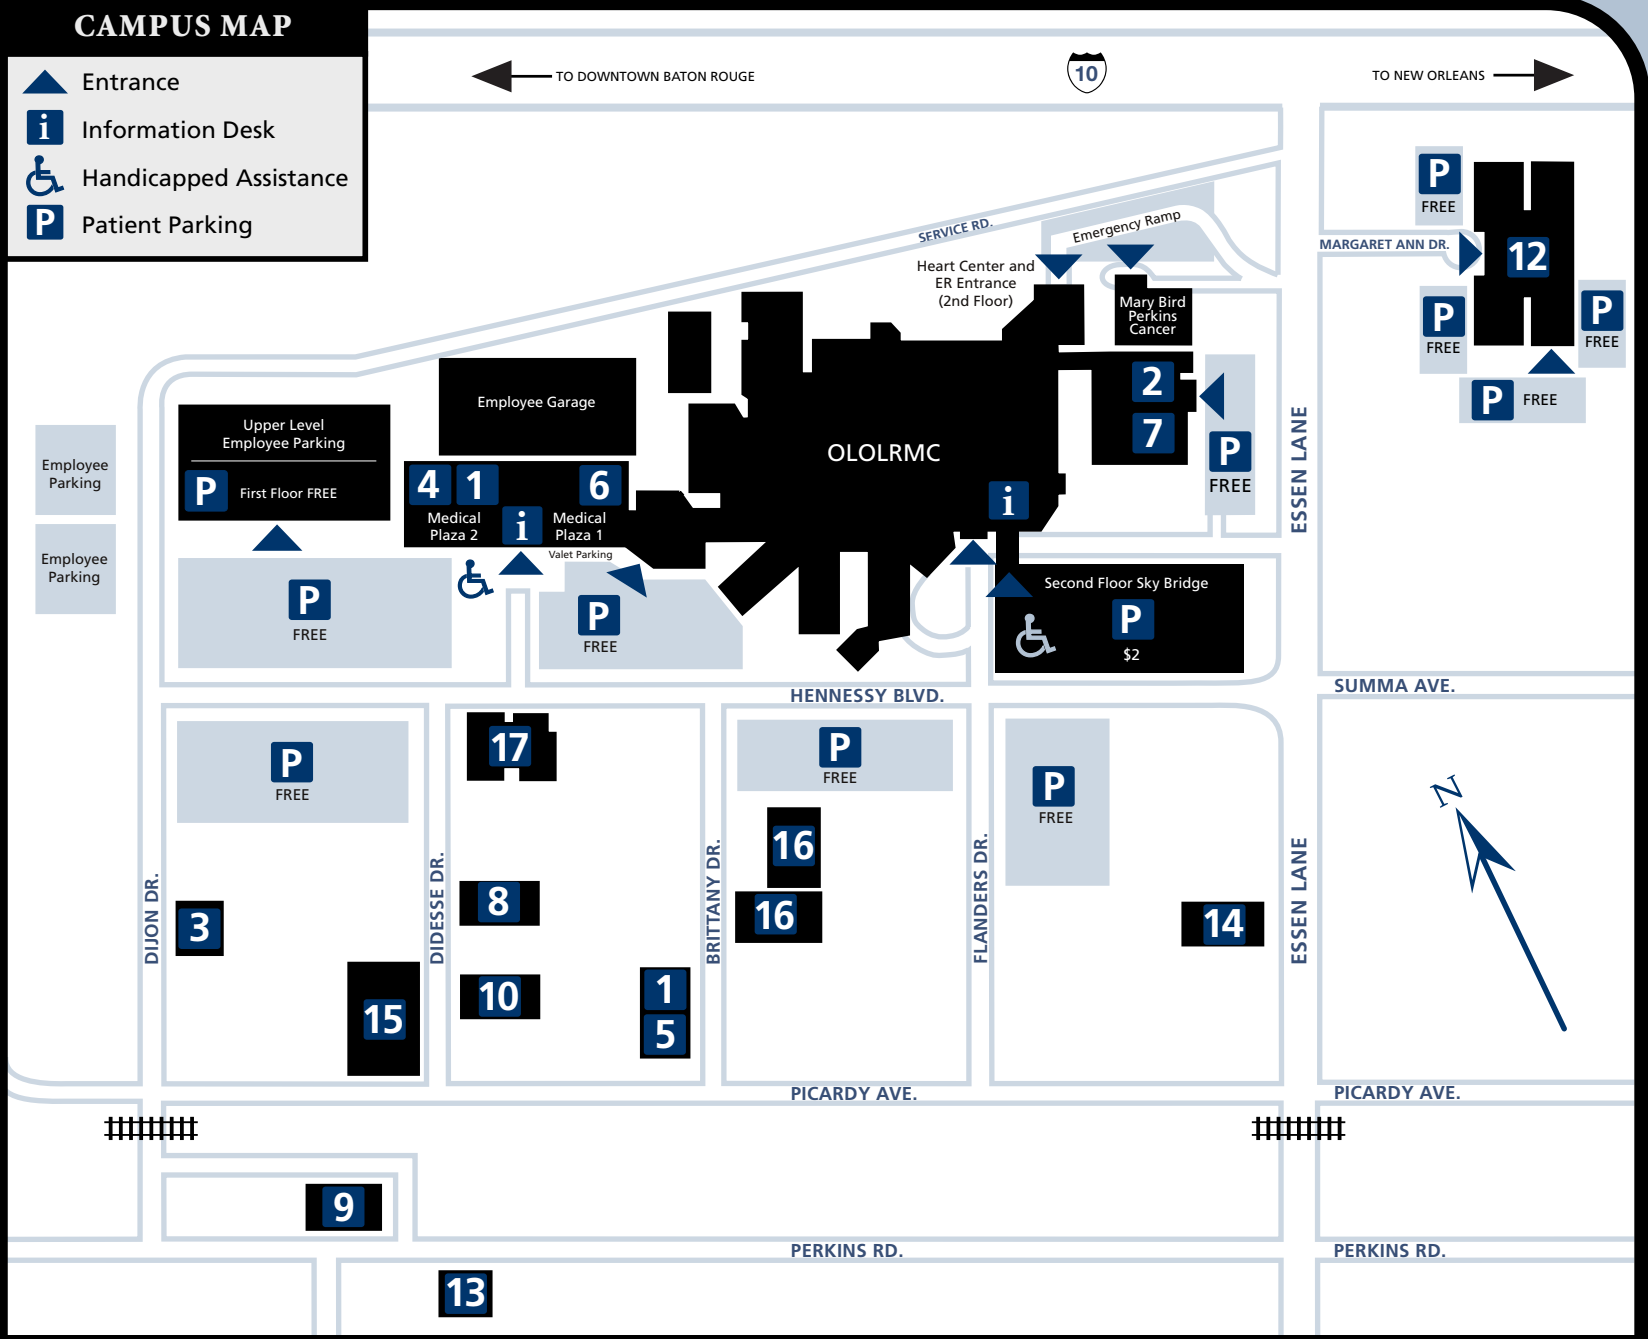 CAMPUS MAP
Entrance
i
Information Desk
Handicapped Assistance
P
Patient Parking
TO DOWNTOWN BATON ROUGE
10
TO NEW ORLEANS
SERVICE RD.
Emergency Ramp
Heart Center and
ER Entrance
(2nd Floor)
Mary Bird
Perkins
Cancer
P
FREE
MARGARET ANN DR.
12
P
FREE
P
FREE
P
FREE
2
7
P
FREE
ESSEN LANE
Employee Garage
OLOLRMC
i
Upper Level
Employee Parking
P
First Floor FREE
Employee
Parking
Employee
Parking
4
1
6
Medical
Plaza 2
i
Medical
Plaza 1
Valet Parking
P
FREE
P
FREE
Second Floor Sky Bridge
P
$2
HENNESSY BLVD.
SUMMA AVE.
P
FREE
17
P
FREE
P
FREE
N
16
16
14
8
3
10
15
1
5
DIJON DR.
DIDESSE DR.
BRITTANY DR.
FLANDERS DR.
ESSEN LANE
PICARDY AVE.
PICARDY AVE.
9
PERKINS RD.
PERKINS RD.
13